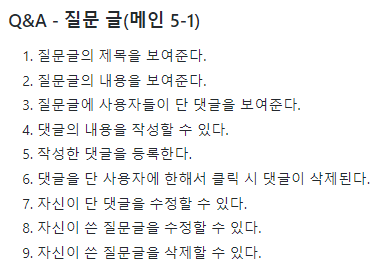 Q&A - 질문 글(메인 5-1)
1. 질문글의 제목을 보여준다.
2. 질문글의 내용을 보여준다.
3. 질문글에 사용자들이 단 댓글을 보여준다.
4. 댓글의 내용을 작성할 수 있다.
5. 작성한 댓글을 등록한다.
6. 댓글을 단 사용자에 한해서 클릭 시 댓글이 삭제된다.
7. 자신이 단 댓글을 수정할 수 있다.
8. 자신이 쓴 질문글을 수정할 수 있다.
9. 자신이 쓴 질문글을 삭제할 수 있다.